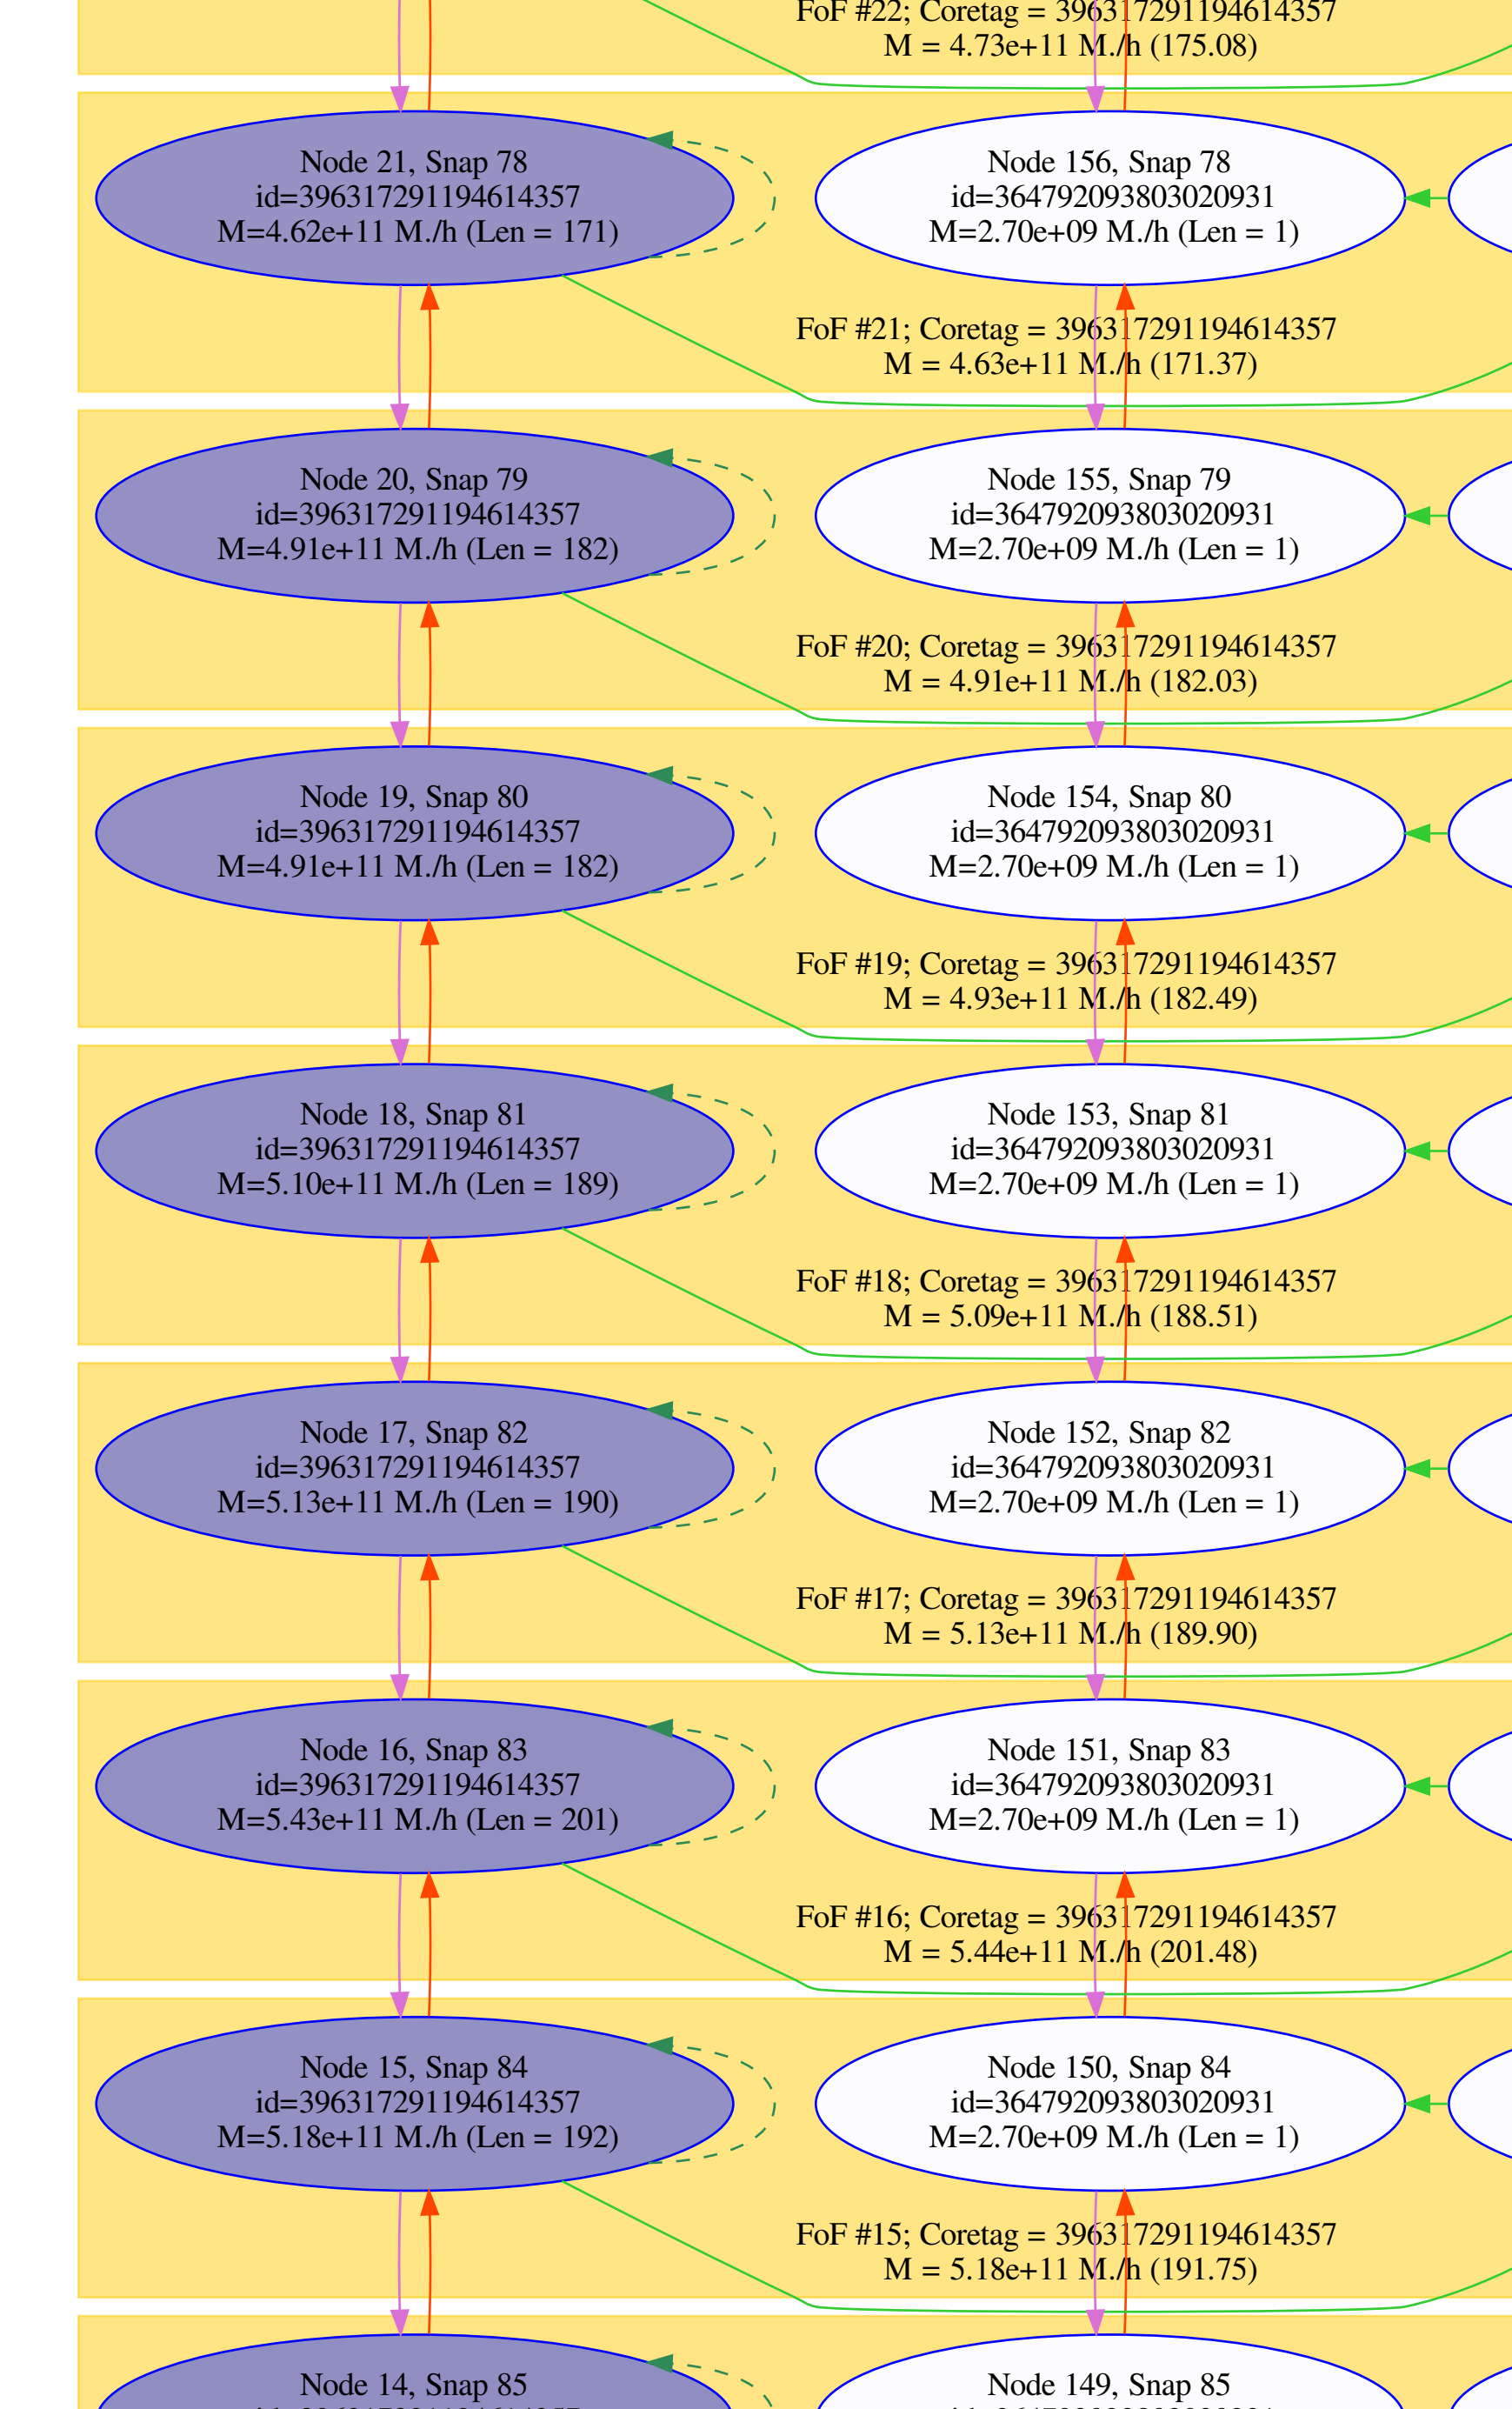 FoF #22; Coretag = 396317291194614357
M = 4.73e+11 M./h (175.08)
Node 21, Snap 78
id=396317291194614357
M=4.62e+11 M./h (Len = 171)
Node 156, Snap 78
id=364792093803020931
M=2.70e+09 M./h (Len = 1)
FoF #21; Coretag = 396317291194614357
M = 4.63e+11 M./h (171.37)
Node 20, Snap 79
id=396317291194614357
M=4.91e+11 M./h (Len = 182)
Node 155, Snap 79
id=364792093803020931
M=2.70e+09 M./h (Len = 1)
FoF #20; Coretag = 396317291194614357
M = 4.91e+11 M./h (182.03)
Node 19, Snap 80
id=396317291194614357
M=4.91e+11 M./h (Len = 182)
Node 154, Snap 80
id=364792093803020931
M=2.70e+09 M./h (Len = 1)
FoF #19; Coretag = 396317291194614357
M = 4.93e+11 M./h (182.49)
Node 18, Snap 81
id=396317291194614357
M=5.10e+11 M./h (Len = 189)
Node 153, Snap 81
id=364792093803020931
M=2.70e+09 M./h (Len = 1)
FoF #18; Coretag = 396317291194614357
M = 5.09e+11 M./h (188.51)
Node 17, Snap 82
id=396317291194614357
M=5.13e+11 M./h (Len = 190)
Node 152, Snap 82
id=364792093803020931
M=2.70e+09 M./h (Len = 1)
FoF #17; Coretag = 396317291194614357
M = 5.13e+11 M./h (189.90)
Node 16, Snap 83
id=396317291194614357
M=5.43e+11 M./h (Len = 201)
Node 151, Snap 83
id=364792093803020931
M=2.70e+09 M./h (Len = 1)
FoF #16; Coretag = 396317291194614357
M = 5.44e+11 M./h (201.48)
Node 15, Snap 84
id=396317291194614357
M=5.18e+11 M./h (Len = 192)
Node 150, Snap 84
id=364792093803020931
M=2.70e+09 M./h (Len = 1)
FoF #15; Coretag = 396317291194614357
M = 5.18e+11 M./h (191.75)
Node 14, Snap 85
Node 149, Snap 85